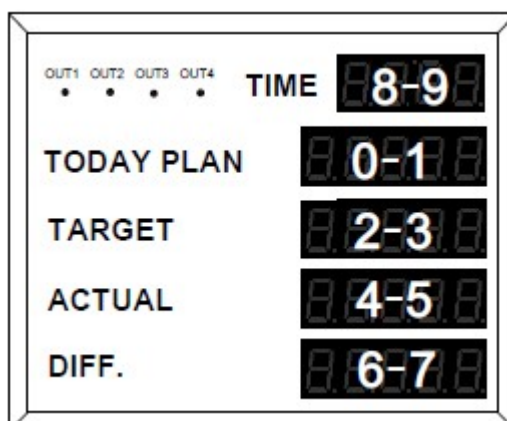 OUT1 OUT2 OUT3 OUT4
TIME 8-9
TODAY PLAN 0-1
TARGET 2-3
ACTUAL 4-5
DIFF. 6-7